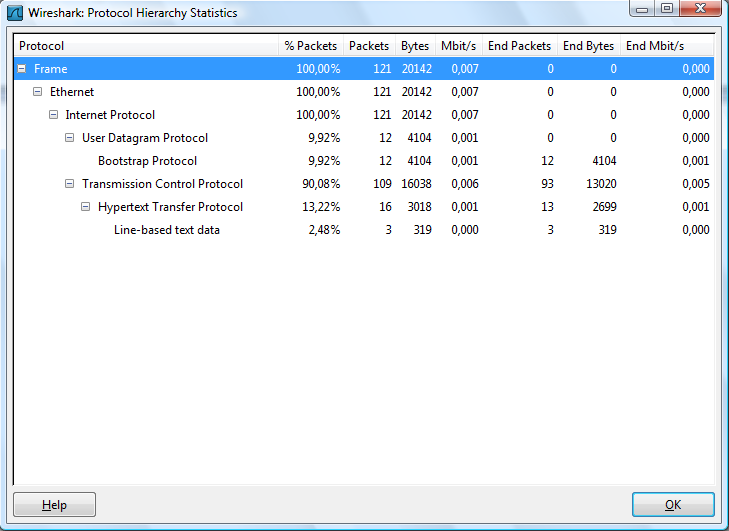 Wireshark: Protocol Hierarchy Statistics
Protocol % Packets Packets Bytes Mbit/s End Packets End Bytes End Mbit/s
Frame 100,00% 121 20142 0,007 0 0 0,000
Ethernet 100,00% 121 20142 0,007 0 0 0,000
Internet Protocol 100,00% 121 20142 0,007 0 0 0,000
User Datagram Protocol 9,92% 12 4104 0,001 0 0 0,000
Bootstrap Protocol 9,92% 12 4104 0,001 12 4104 0,001
Transmission Control Protocol 90,08% 109 16038 0,006 93 13020 0,005
Hypertext Transfer Protocol 13,22% 16 3018 0,001 13 2699 0,001
Line-based text data 2,48% 3 319 0,000 3 319 0,000
Help OK